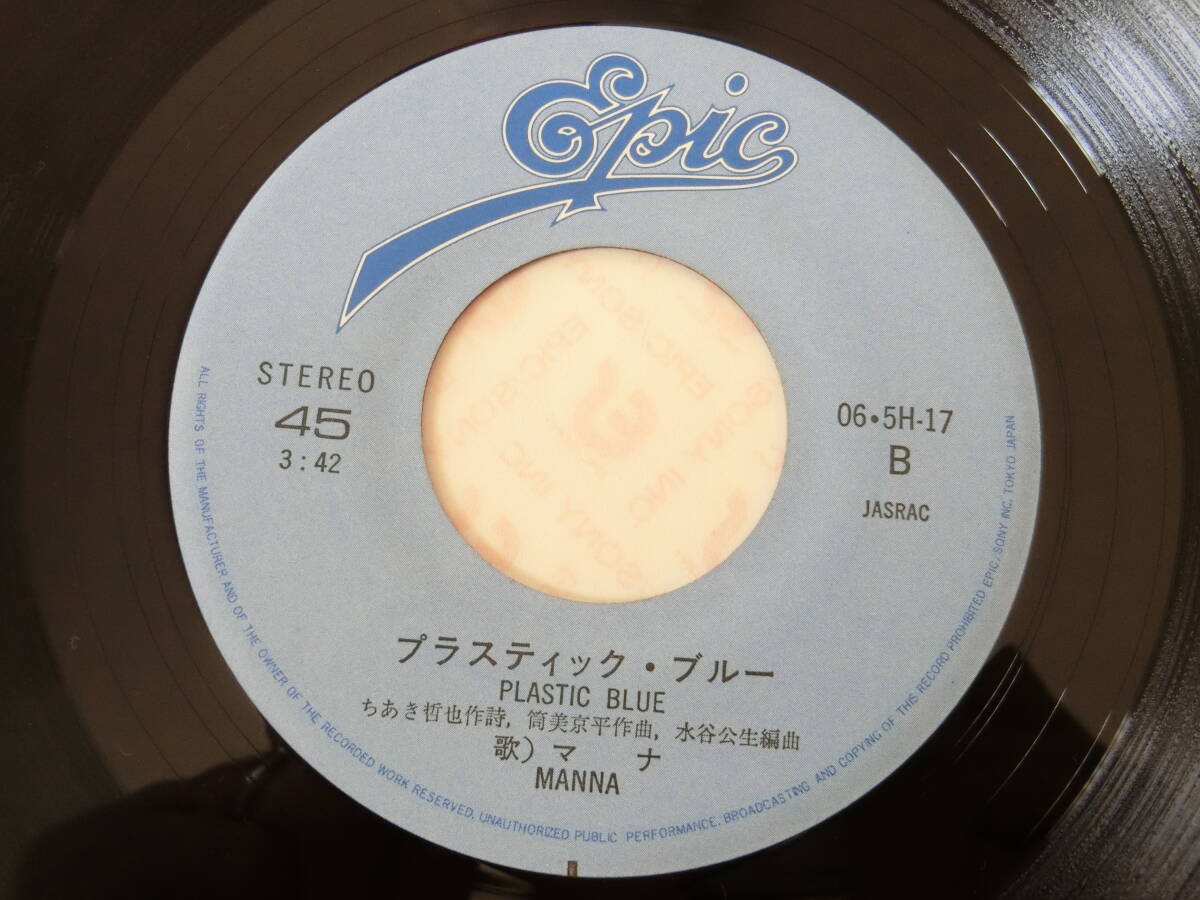 Epic
STEREO
45
3:42
06・5H-17
B
JASRAC
プラスティック・ブルー
PLASTIC BLUE
ちあき哲也作詩, 筒美京平作曲, 水谷公生編曲
歌）マ ナ
MANNA
ALL RIGHTS OF THE MANUFACTURER AND OF THE OWNER OF THE RECORDED WORK RESERVED. UNAUTHORIZED PUBLIC PERFORMANCE. BROADCASTING AND COPYING OF THIS RECORD PROHIBITED EPIC, SONY INC. TOKYO JAPAN